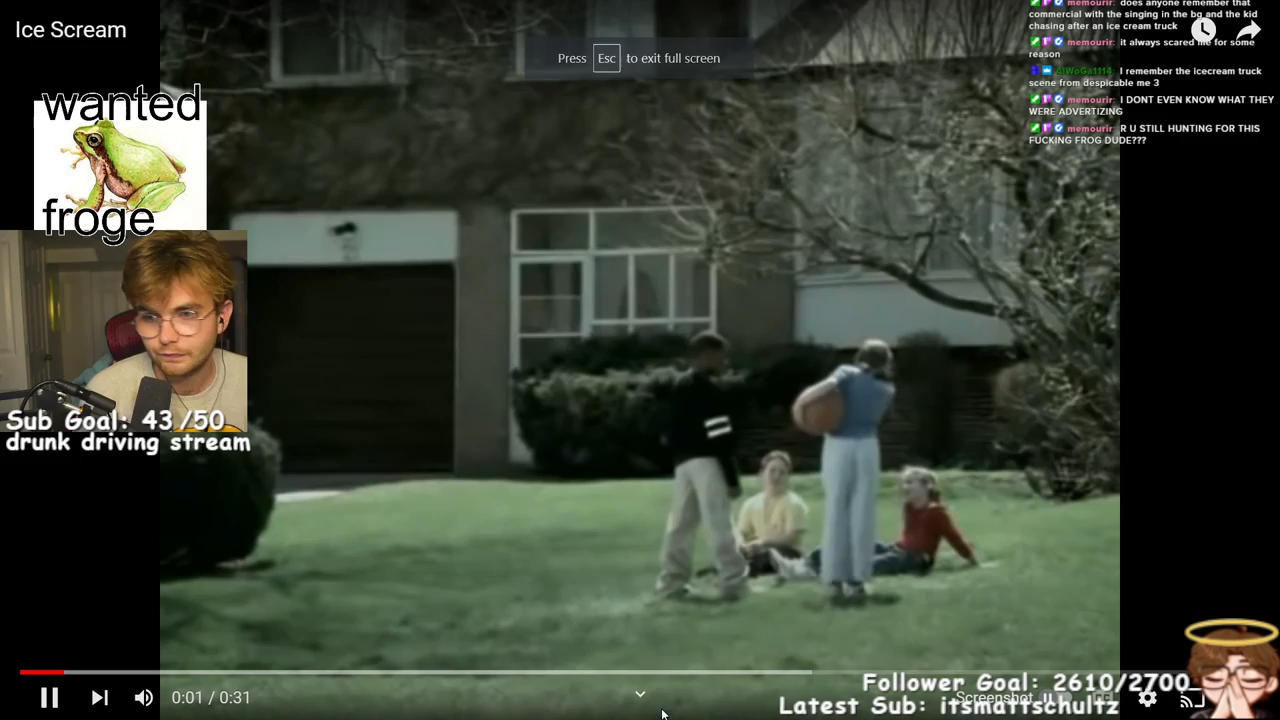 Ice Scream
Press Esc to exit full screen
memourir: does anyone remember that
commercial with the singing in the bg and the kid
chasing after an ice cream truck
memourir: it always scared me for some
reason
AlWoGa1114: I remember the icecream truck
scene from despicable me 3
memourir: I DONT EVEN KNOW WHAT THEY
WERE ADVERTIZING
memourir: R U STILL HUNTING FOR THIS
FUCKING FROG DUDE???
wanted
froge
Sub Goal: 43/50
drunk driving stream
0:01 / 0:31
Follower Goal: 2610/2700
Screenshot
Latest Sub: itsmattschultz